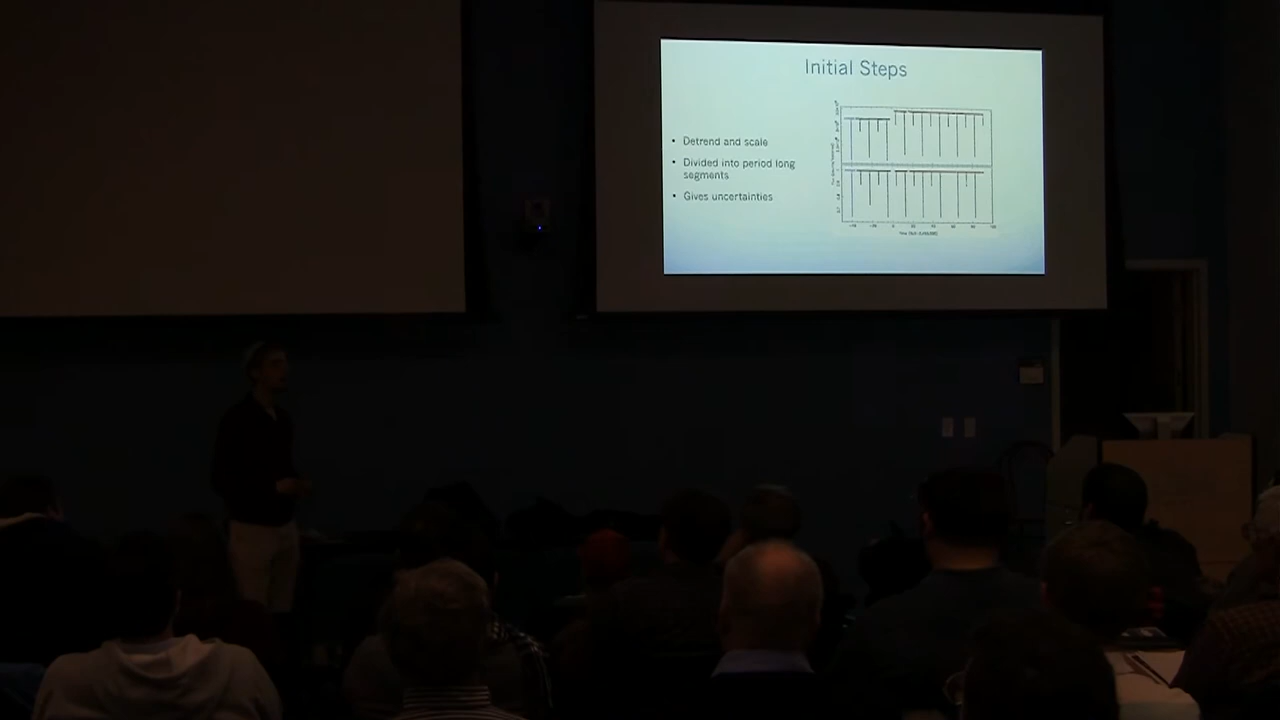 Initial Steps
• Detrend and scale
• Divided into period long
segments
• Gives uncertainties